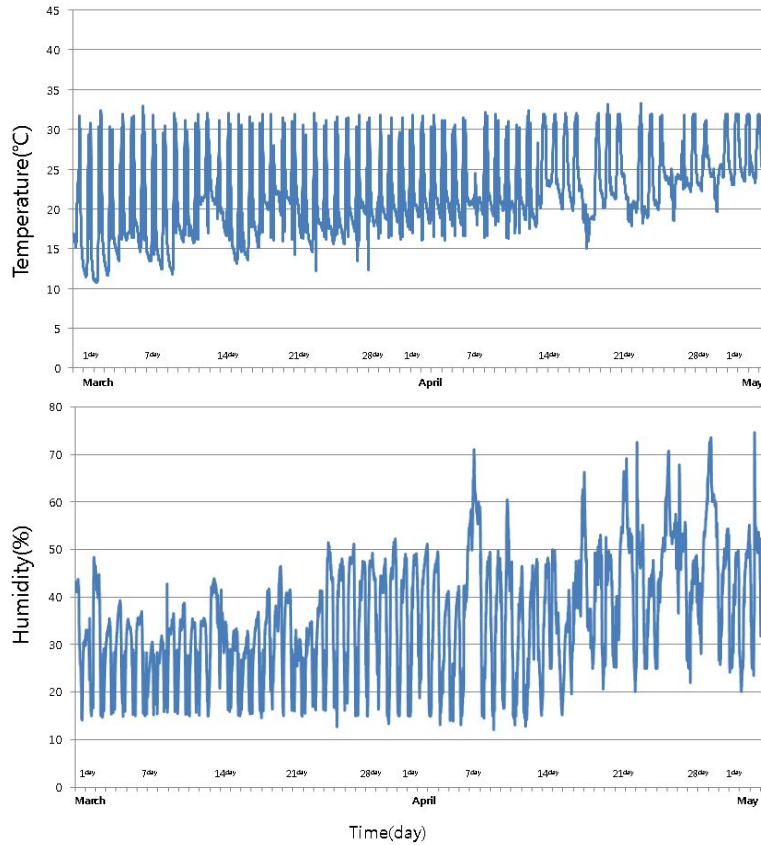 Temperature(℃)
45
40
35
30
25
20
15
10
5
0
1day 7day 14day 21day 28day 1day 7day 14day 21day 28day 1day
March April May
Humidity(%)
80
70
60
50
40
30
20
10
0
1day 7day 14day 21day 28day 1day 7day 14day 21day 28day 1day
March April May
Time(day)